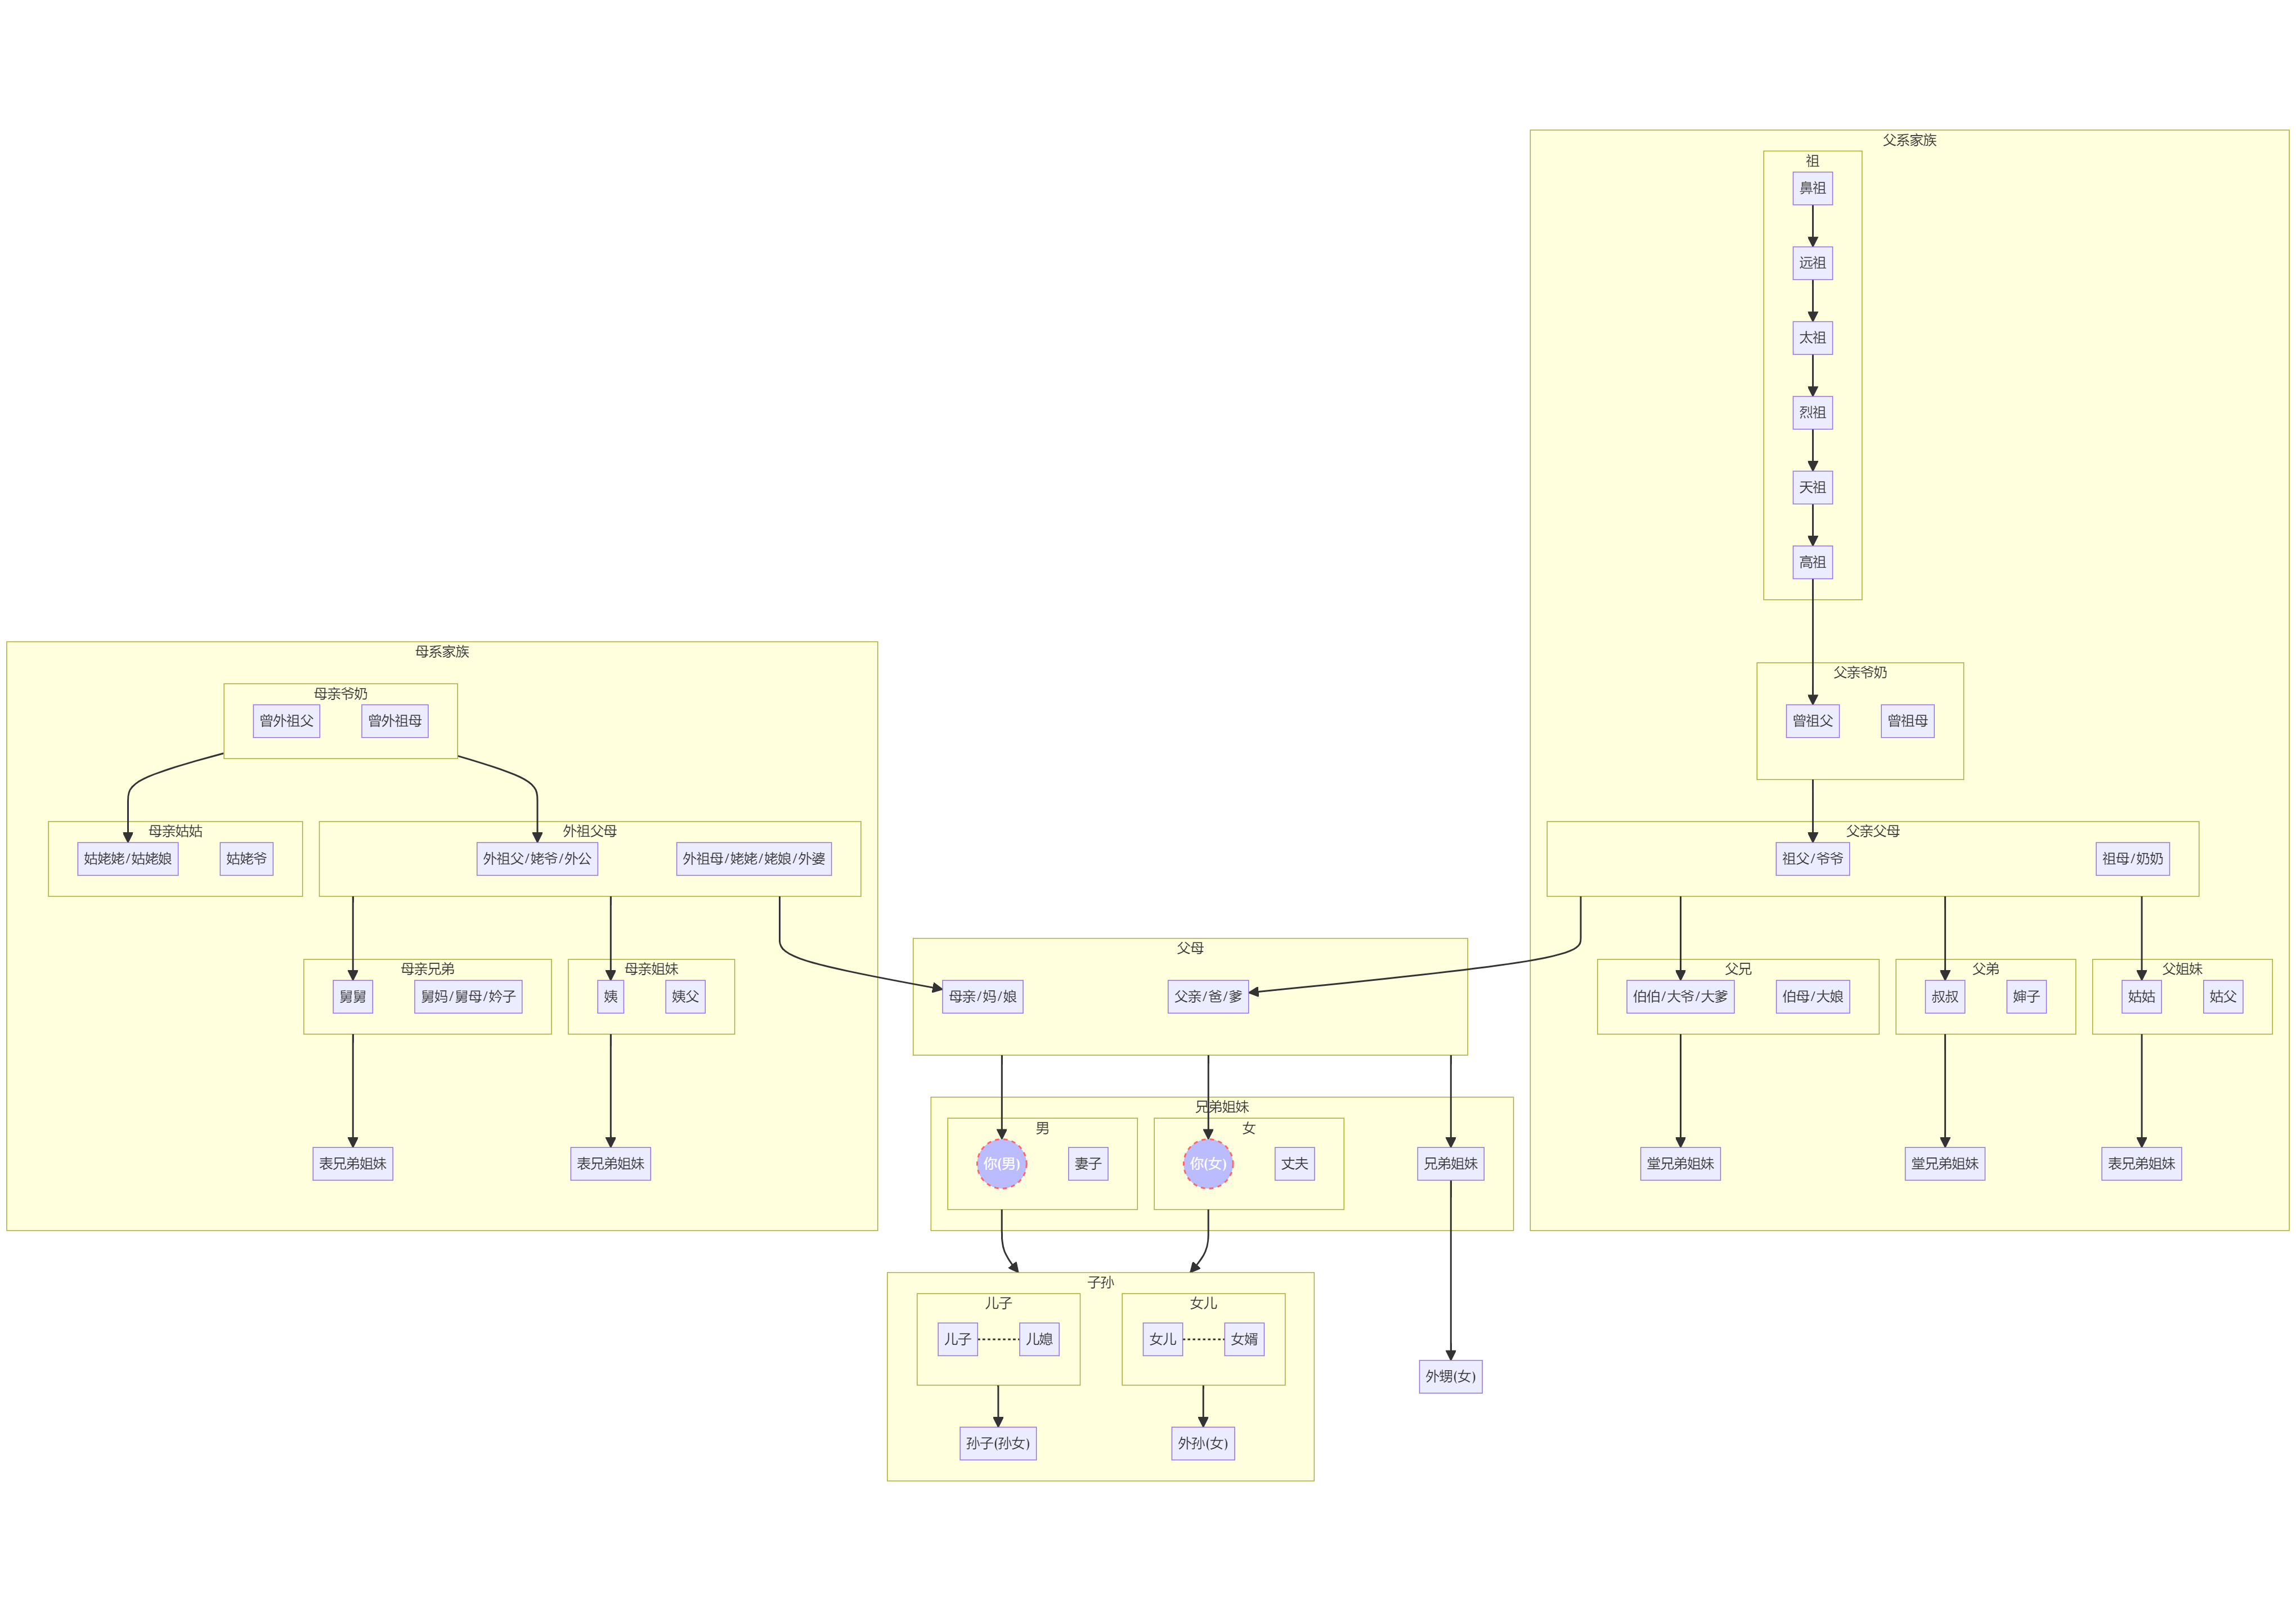 父系家族
祖
鼻祖
远祖
太祖
烈祖
天祖
高祖
母系家族
母亲爷奶
曾外祖父
曾外祖母
父亲爷奶
曾祖父
曾祖母
母亲姑姑
姑姥姥/姑姥娘
姑姥爷
外祖父母
外祖父/姥爷/外公
外祖母/姥姥/姥娘/外婆
父亲父母
祖父/爷爷
祖母/奶奶
母亲兄弟
舅舅
舅妈/舅母/妗子
母亲姐妹
姨
姨父
父母
母亲/妈/娘
父亲/爸/爹
父兄
伯伯/大爷/大爹
伯母/大娘
父弟
叔叔
婶子
父姐妹
姑姑
姑父
表兄弟姐妹
表兄弟姐妹
兄弟姐妹
男
你(男)
妻子
女
你(女)
丈夫
兄弟姐妹
堂兄弟姐妹
堂兄弟姐妹
表兄弟姐妹
子孙
儿子
儿子
儿媳
女儿
女儿
女婿
外甥(女)
孙子(孙女)
外孙(女)